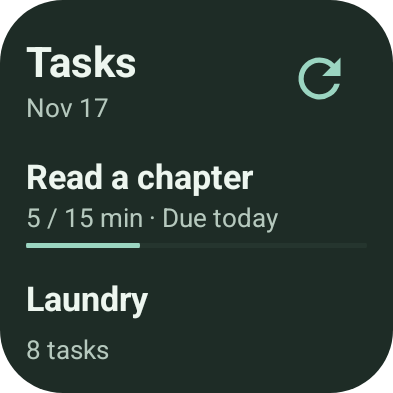 Tasks
Nov 17
Read a chapter
5 / 15 min · Due today
Laundry
8 tasks